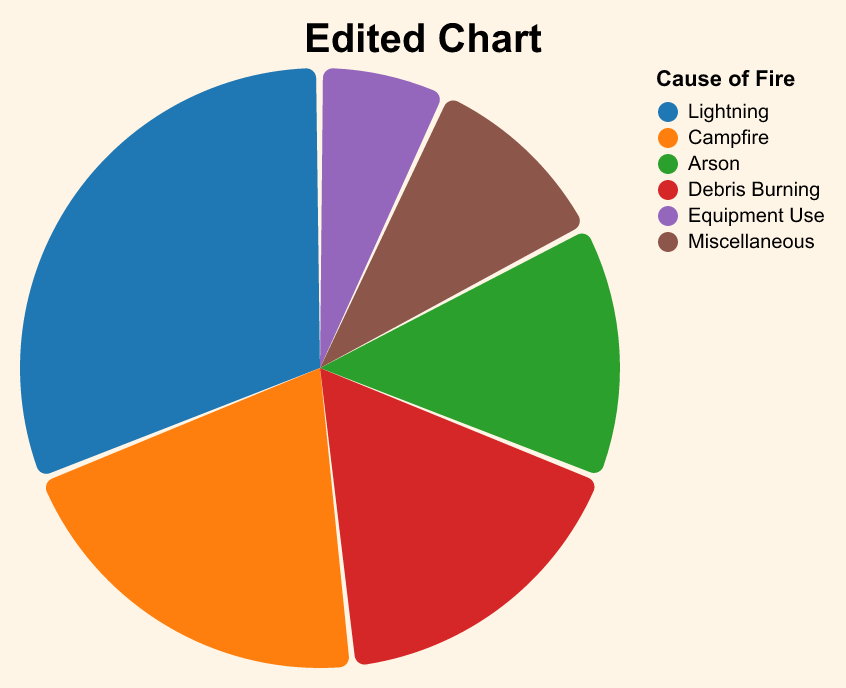 Edited Chart
Cause of Fire
Lightning
Campfire
Arson
Debris Burning
Equipment Use
Miscellaneous